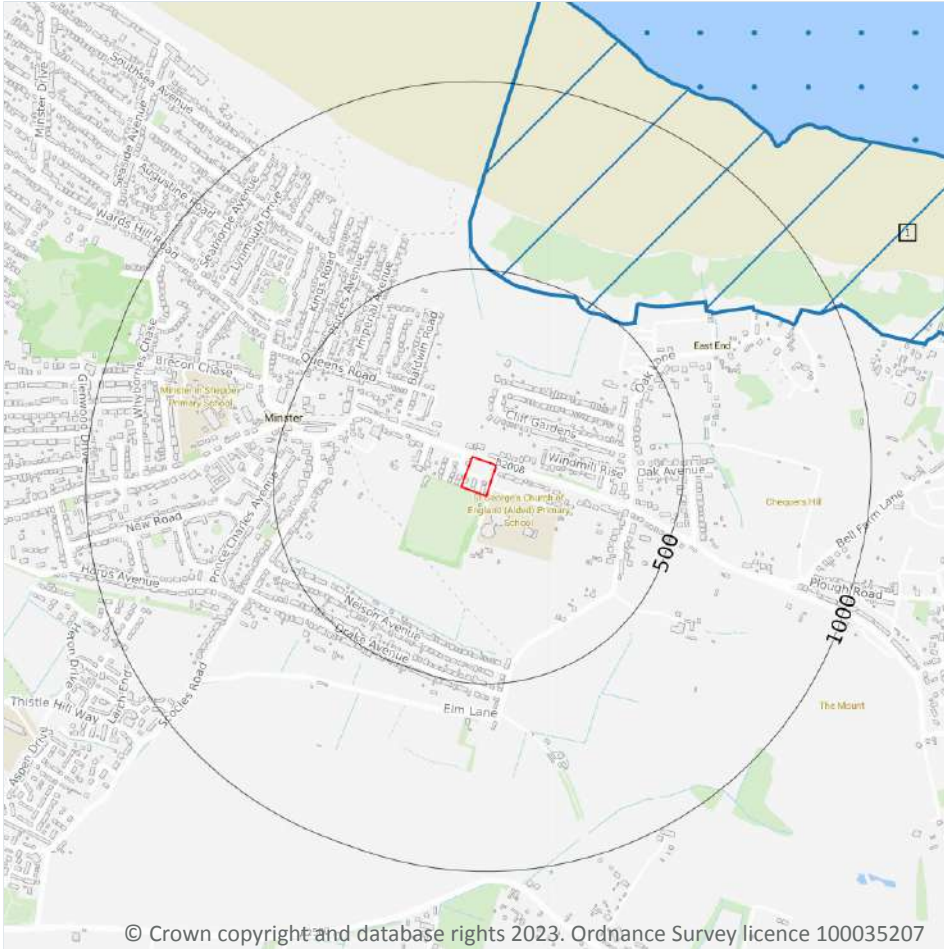 Southsea Avenue
Minster Drive
Seaside Avenue
Augustine Road
Wards Hill Road
Seathorpe Avenue
Lynmouth Drive
Kings Road
Imperial Avenue
Baldwin Road
Queens Road
Whybornes Chase
Brecon Chase
Glenwood Drive
Minster in Sheppey
Primary School
Minster
East End
Oak Lane
Cliff Gardens
B2008
Windmill Rise
Oak Avenue
St George's Church of
England (Aided) Primary
School
Chequers Hill
Bell Farm Lane
New Road
Prince Charles Avenue
500
Plough Road
1000
Harps Avenue
Nelson Avenue
Drake Avenue
Heron Drive
Larch End
Scocles Road
Thistle Hill Way
Elm Lane
The Mount
Aspen Drive
1
© Crown copyright and database rights 2023. Ordnance Survey licence 100035207